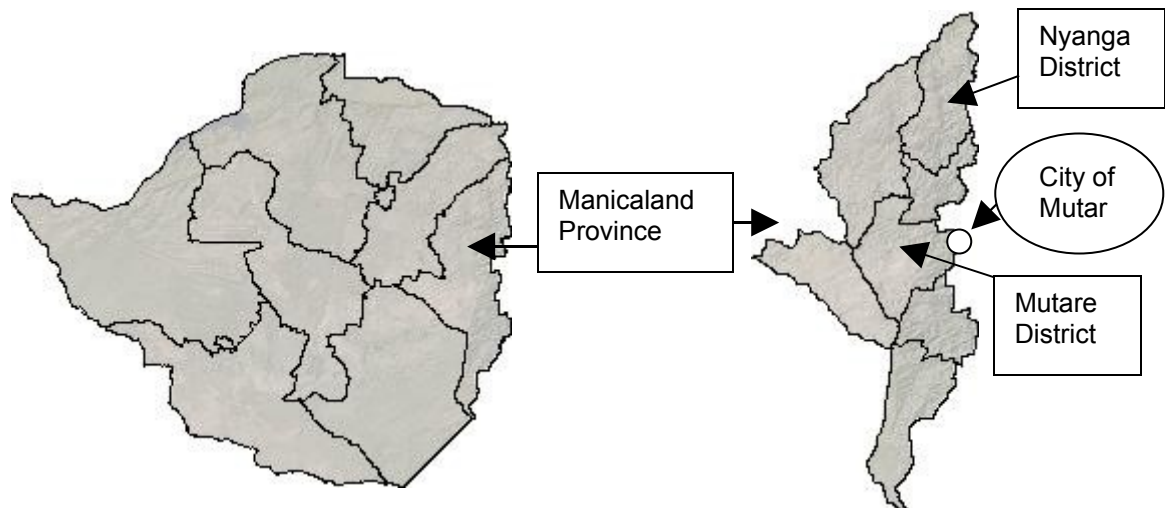 Nyanga
District
City of
Mutar
Manicaland
Province
Mutare
District